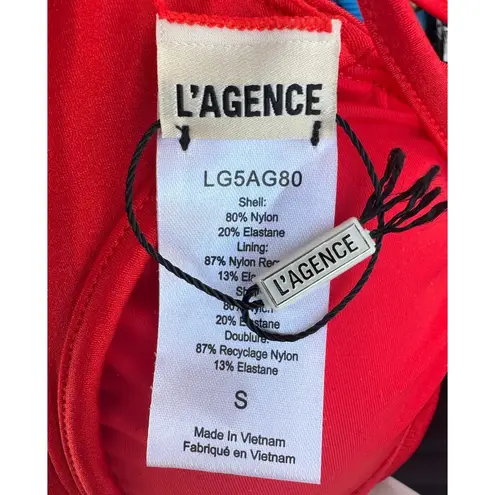 L'AGENCE
LG5AG80
Shell:
80% Nylon
20% Elastane
Lining:
87% Nylon
13%
80%
20% Elastane
Doublure:
87% Recyclage Nylon
13% Elastane
S
Made in Vietnam
Fabriqué en Vietnam
L'AGENCE